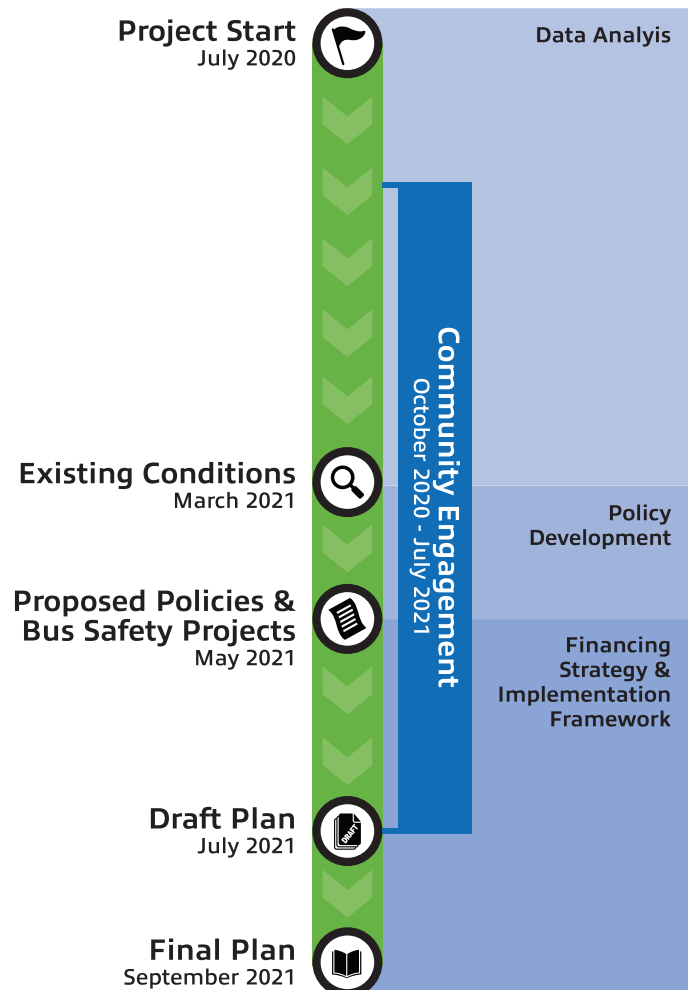 Project Start
July 2020
Data Analyis
Community Engagement
October 2020 - July 2021
Existing Conditions
March 2021
Policy
Development
Proposed Policies &
Bus Safety Projects
May 2021
Financing
Strategy &
Implementation
Framework
Draft Plan
July 2021
DRAFT
Final Plan
September 2021